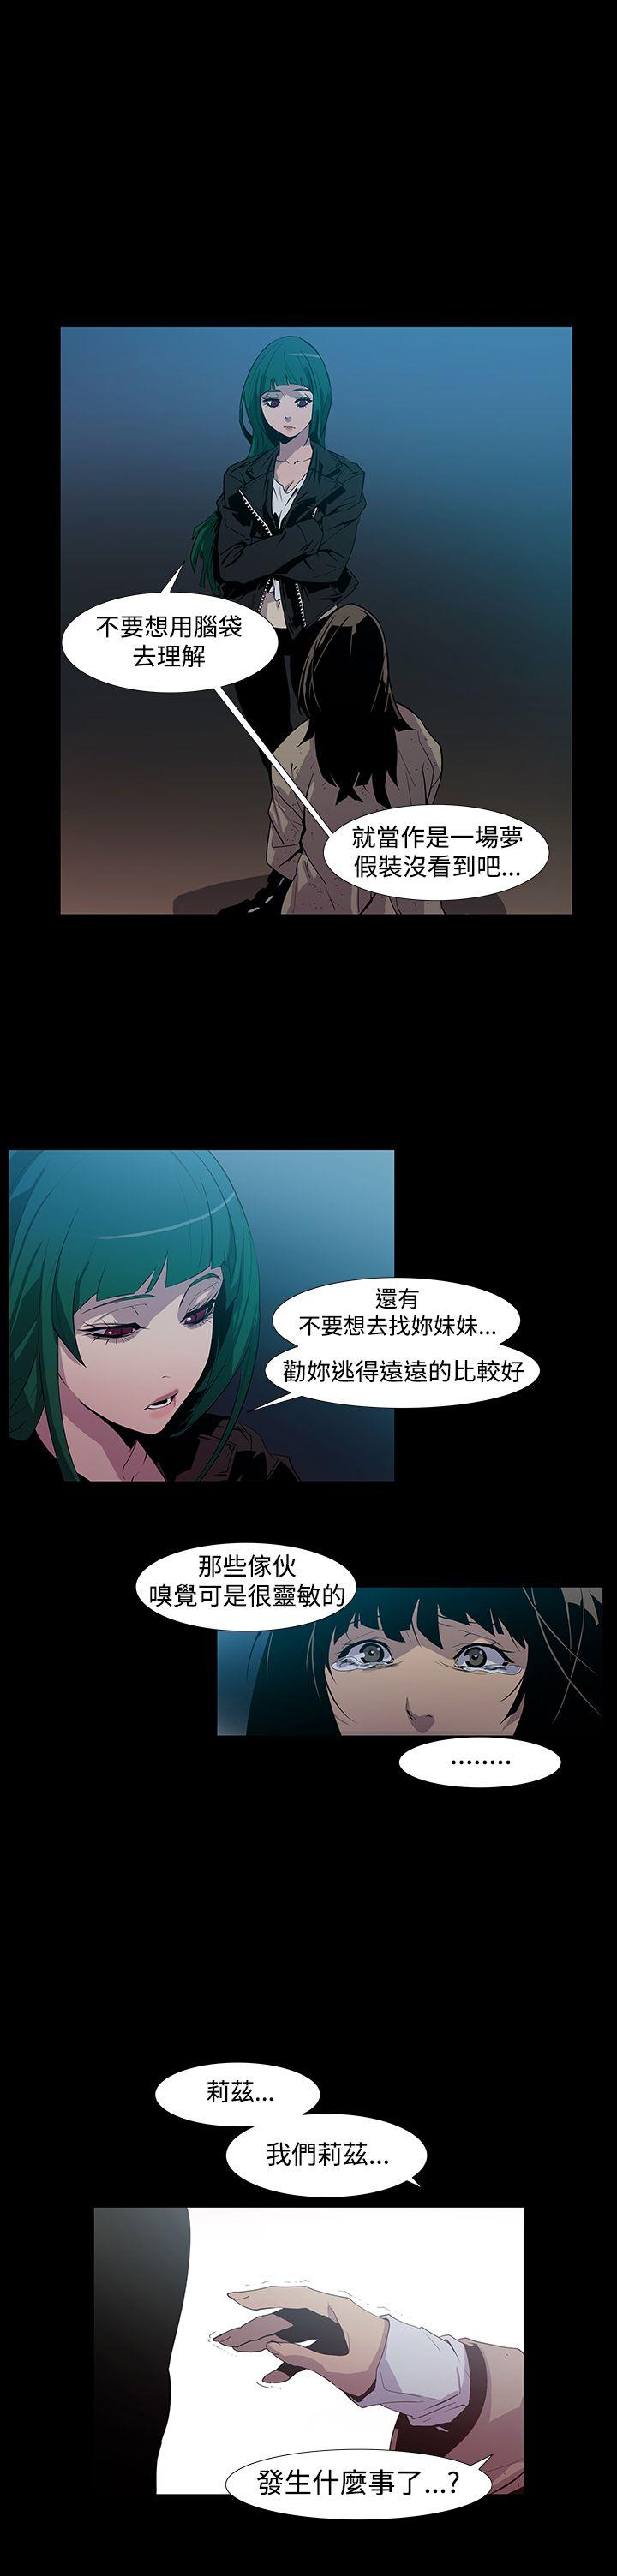 不要想用腦袋
去理解
就當作是一場夢
假裝沒看到吧...
還有
不要想去找妳妹妹...
勸妳逃得遠遠的比較好
那些傢伙
嗅覺可是很靈敏的
........
莉茲...
我們莉茲...
發生什麼事了...?